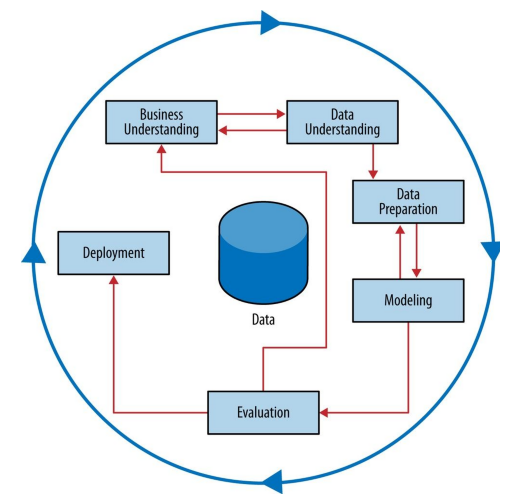 Business
Understanding
Data
Understanding
Data
Preparation
Deployment
Modeling
Data
Evaluation